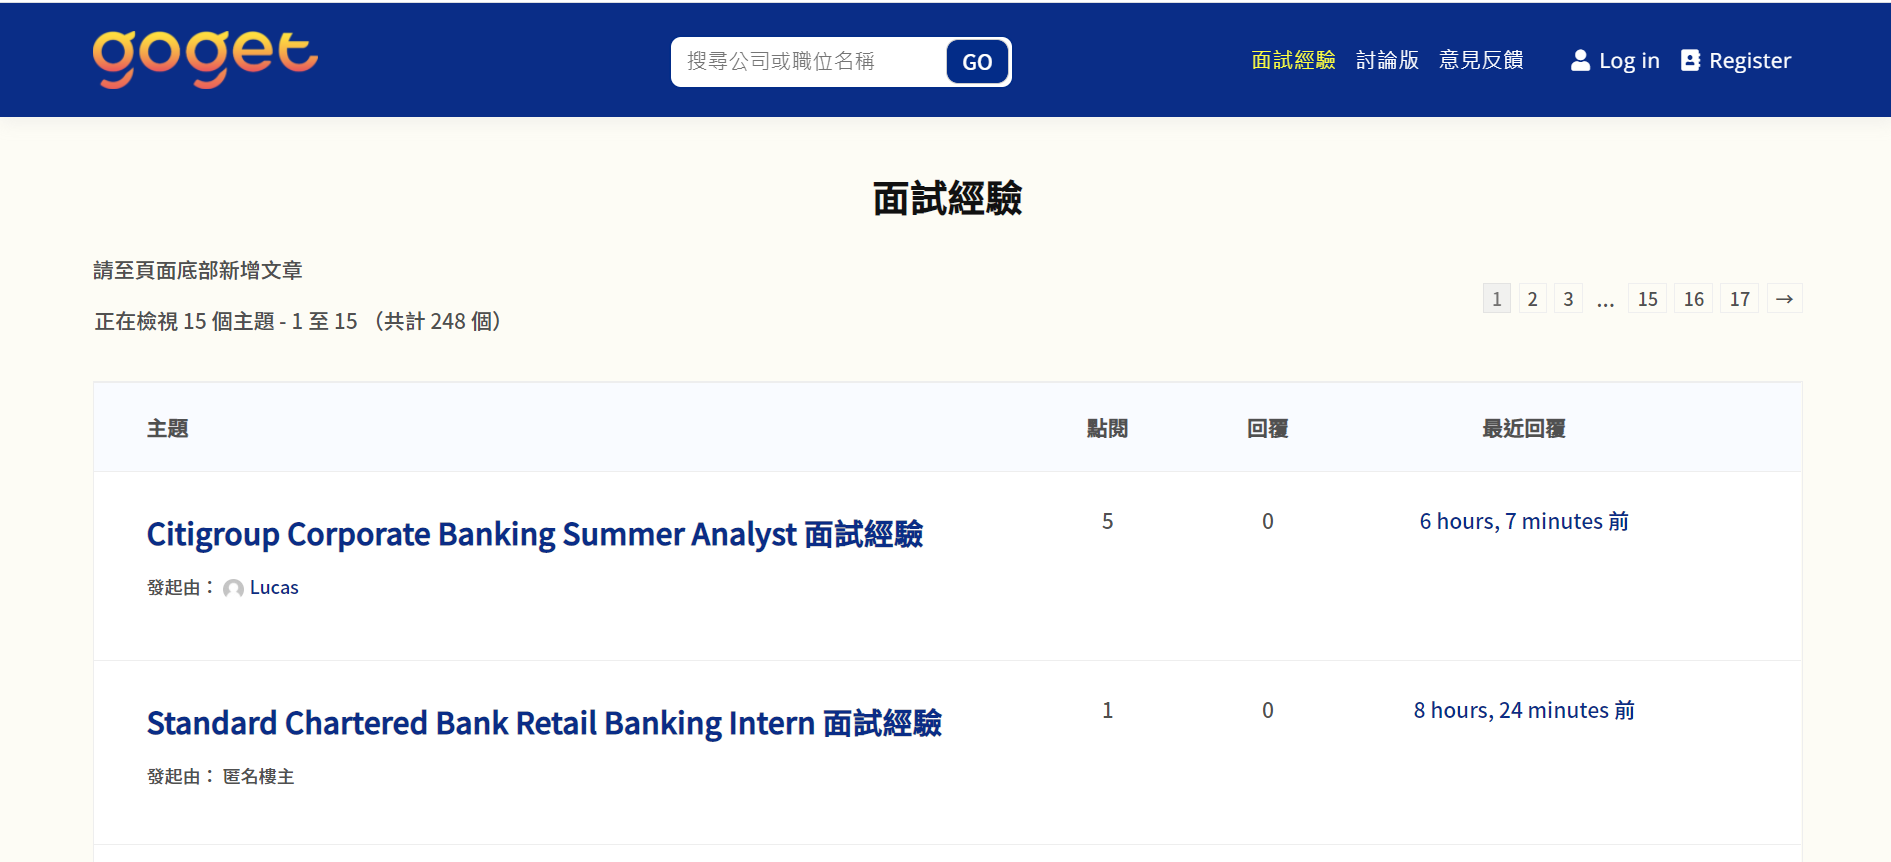 goget
搜尋公司或職位名稱
GO
面試經驗 討論版 意見反饋
Log in Register
面試經驗
請至頁面底部新增文章
正在檢視 15 個主題 - 1 至 15 （共計 248 個）
1 2 3 … 15 16 17 →
主題 點閱 回覆 最近回覆
Citigroup Corporate Banking Summer Analyst 面試經驗 5 0 6 hours, 7 minutes 前
發起由： Lucas
Standard Chartered Bank Retail Banking Intern 面試經驗 1 0 8 hours, 24 minutes 前
發起由： 匿名樓主